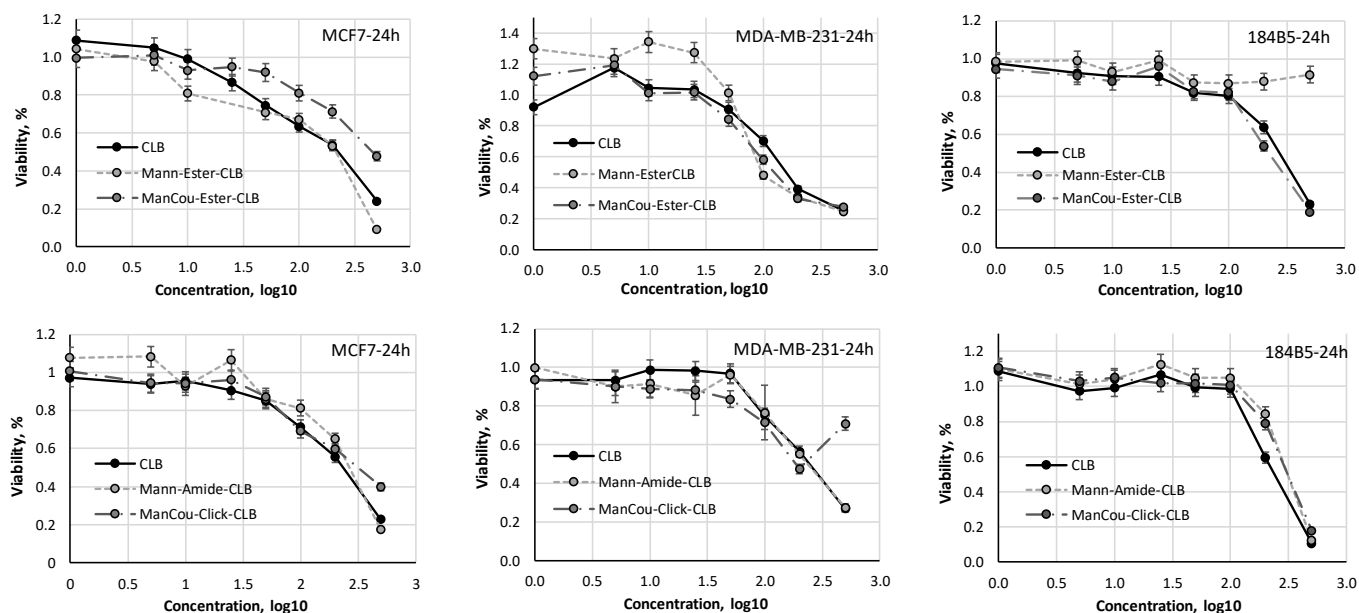 MCF7-24h
1.2
1.0
0.8
0.6
0.4
0.2
0.0
Viability, %
CLB
Mann-Ester-CLB
ManCou-Ester-CLB
0.0 0.5 1.0 1.5 2.0 2.5 3.0
Concentration, log10
MDA-MB-231-24h
1.4
1.2
1.0
0.8
0.6
0.4
0.2
0.0
Viability, %
CLB
Mann-EsterCLB
ManCou-Ester-CLB
0.0 0.5 1.0 1.5 2.0 2.5 3.0
Concentration, log10
184B5-24h
1.2
1.0
0.8
0.6
0.4
0.2
0.0
Viability, %
CLB
Mann-Ester-CLB
ManCou-Ester-CLB
0.0 0.5 1.0 1.5 2.0 2.5 3.0
Concentration, log10
MCF7-24h
1.2
1
0.8
0.6
0.4
0.2
0
Viability, %
CLB
Mann-Amide-CLB
ManCou-Click-CLB
0 0.5 1 1.5 2 2.5 3
Concentration, log10
MDA-MB-231-24h
1.2
1.0
0.8
0.6
0.4
0.2
0.0
Viability, %
CLB
Mann-Amide-CLB
ManCou-Click-CLB
0.0 0.5 1.0 1.5 2.0 2.5 3.0
Concentration, log10
184B5-24h
1.2
1.0
0.8
0.6
0.4
0.2
0.0
Viability, %
CLB
Mann-Amide-CLB
ManCou-Click-CLB
0.0 0.5 1.0 1.5 2.0 2.5 3.0
Concentration, log10